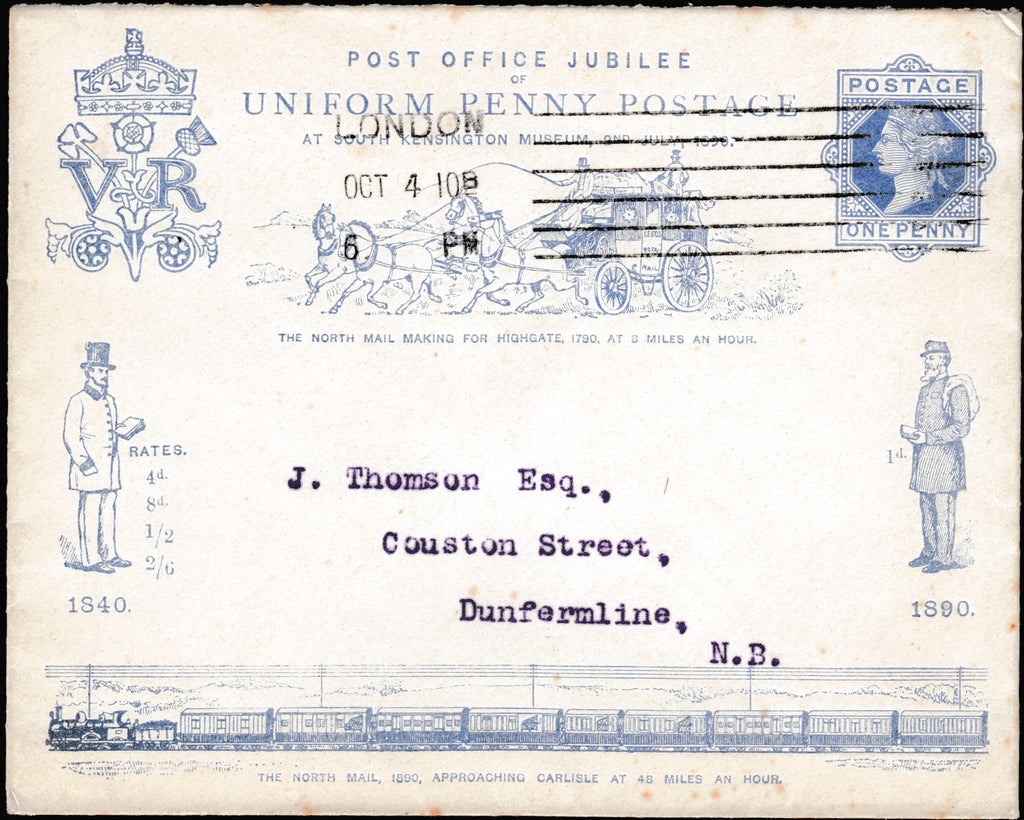 POST OFFICE JUBILEE
OF
UNIFORM PENNY POSTAGE
AT SOUTH KENSINGTON MUSEUM, 2ND JULY, 1890.
V R
POSTAGE
ONE PENNY
LONDON
OCT 4 10B
6 PM
ROYAL MAIL
THE NORTH MAIL MAKING FOR HIGHGATE, 1790, AT 8 MILES AN HOUR.
RATES.
4d.
8d.
1/2
2/6
1840.
1d.
1890.
J. Thomson Esq.,
Couston Street,
Dunfermline,
N.B.
THE NORTH MAIL, 1890, APPROACHING CARLISLE AT 48 MILES AN HOUR.